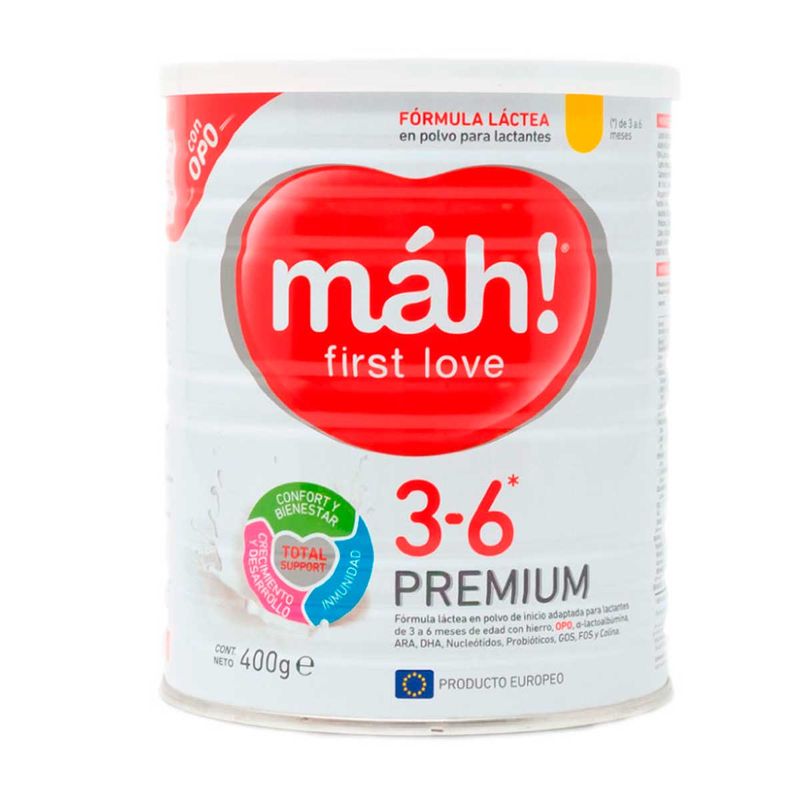 con
OPO
FÓRMULA LÁCTEA
en polvo para lactantes
(*) de 3 a 6
meses
máh!®
first love
CONFORT Y
BIENESTAR
CRECIMIENTO
Y DESARROLLO
TOTAL
SUPPORT
INMUNIDAD
3-6*
PREMIUM
Fórmula láctea en polvo de inicio adaptada para lactantes
de 3 a 6 meses de edad con hierro, OPO, α-lactoalbúmina,
ARA, DHA, Nucleótidos, Probióticos, GOS, FOS y Colina.
CONT.
NETO 400g e
PRODUCTO EUROPEO